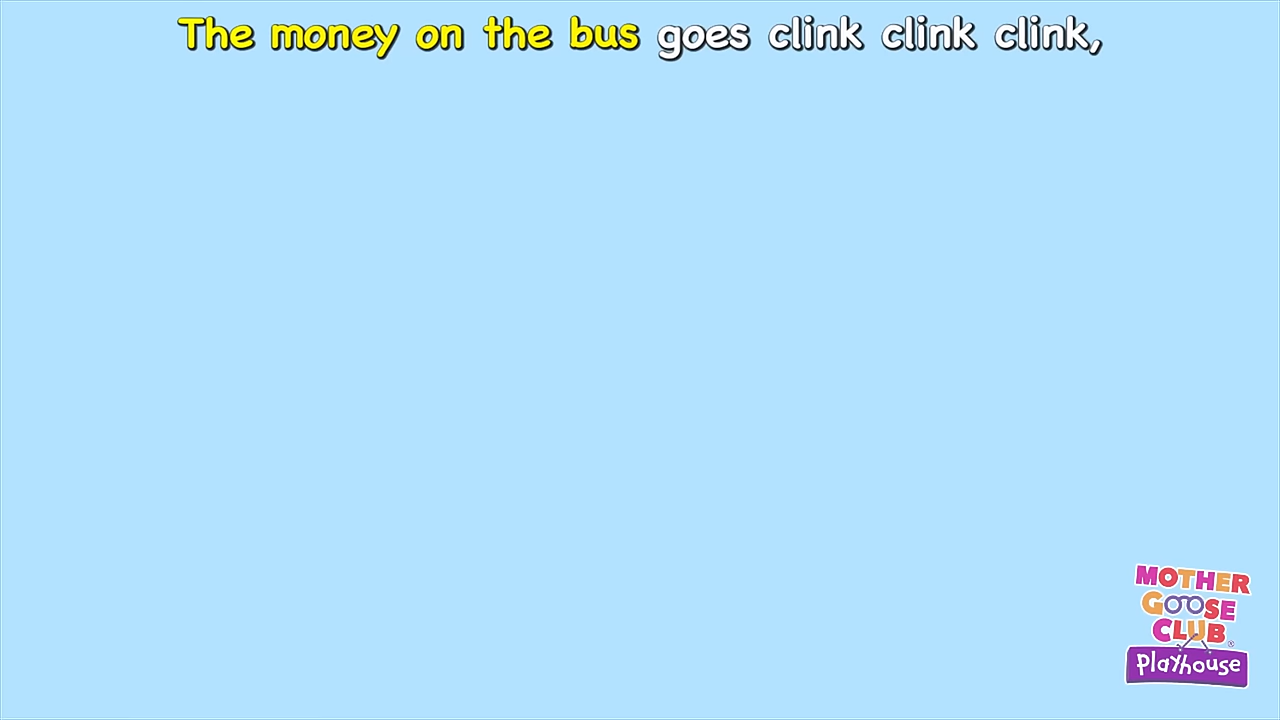 The money on the bus goes clink clink clink,
MOTHER
GOOSE
CLUB
Playhouse